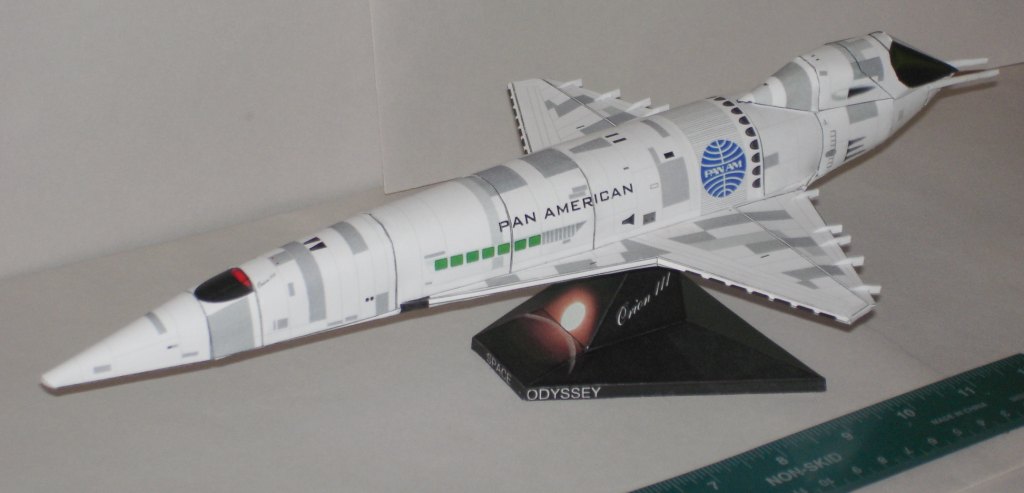 PAN AMERICAN
PAN AM
Orion III
SPACE
ODYSSEY
11
10
9
8
7
NON-SKID
MADE IN CHINA